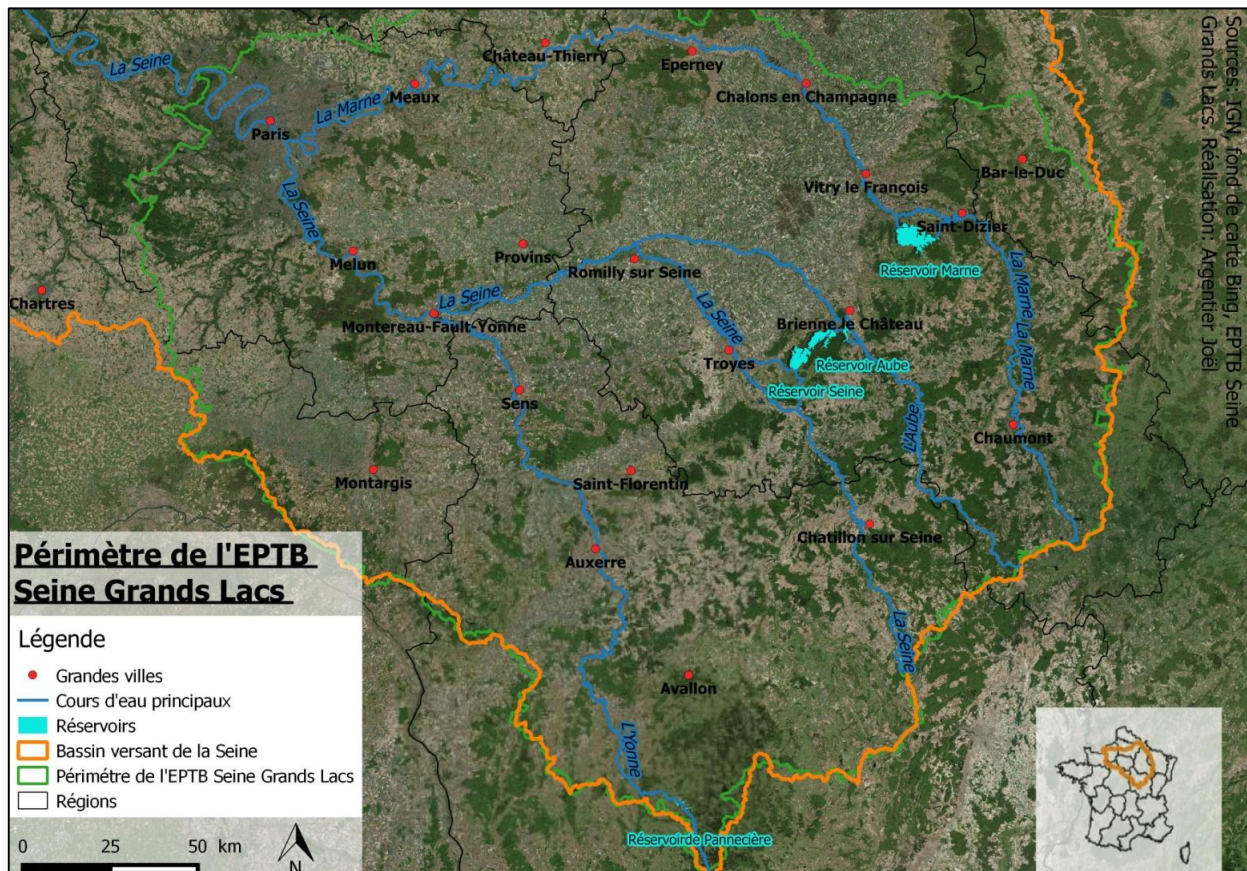 La Seine
Château-Thierry
Eperney
Meaux
Chalons en Champagne
La Marne
Paris
Bar-le-Duc
Vitry le François
La Seine
Saint-Dizier
Melun
Provins
Romilly sur Seine
Réservoir Marne
La Marne La Marne
Chartres
La Seine
Montereau-Fault-Yonne
La Seine
Brienne le Château
Troyes
Réservoir Aube
Réservoir Seine
Sens
L'Aube
Chaumont
Montargis
Saint-Florentin
Chatillon sur Seine
Auxerre
La Seine
Avallon
L'Yonne
Réservoirde Pannecière
Sources: IGN, fond de carte Bing, EPTB Seine
Grands Lacs. Réalisation: Argentier Joël
Périmètre de l'EPTB
Seine Grands Lacs
Légende
Grandes villes
Cours d'eau principaux
Réservoirs
Bassin versant de la Seine
Périmètre de l'EPTB Seine Grands Lacs
Régions
0 25 50 km
N